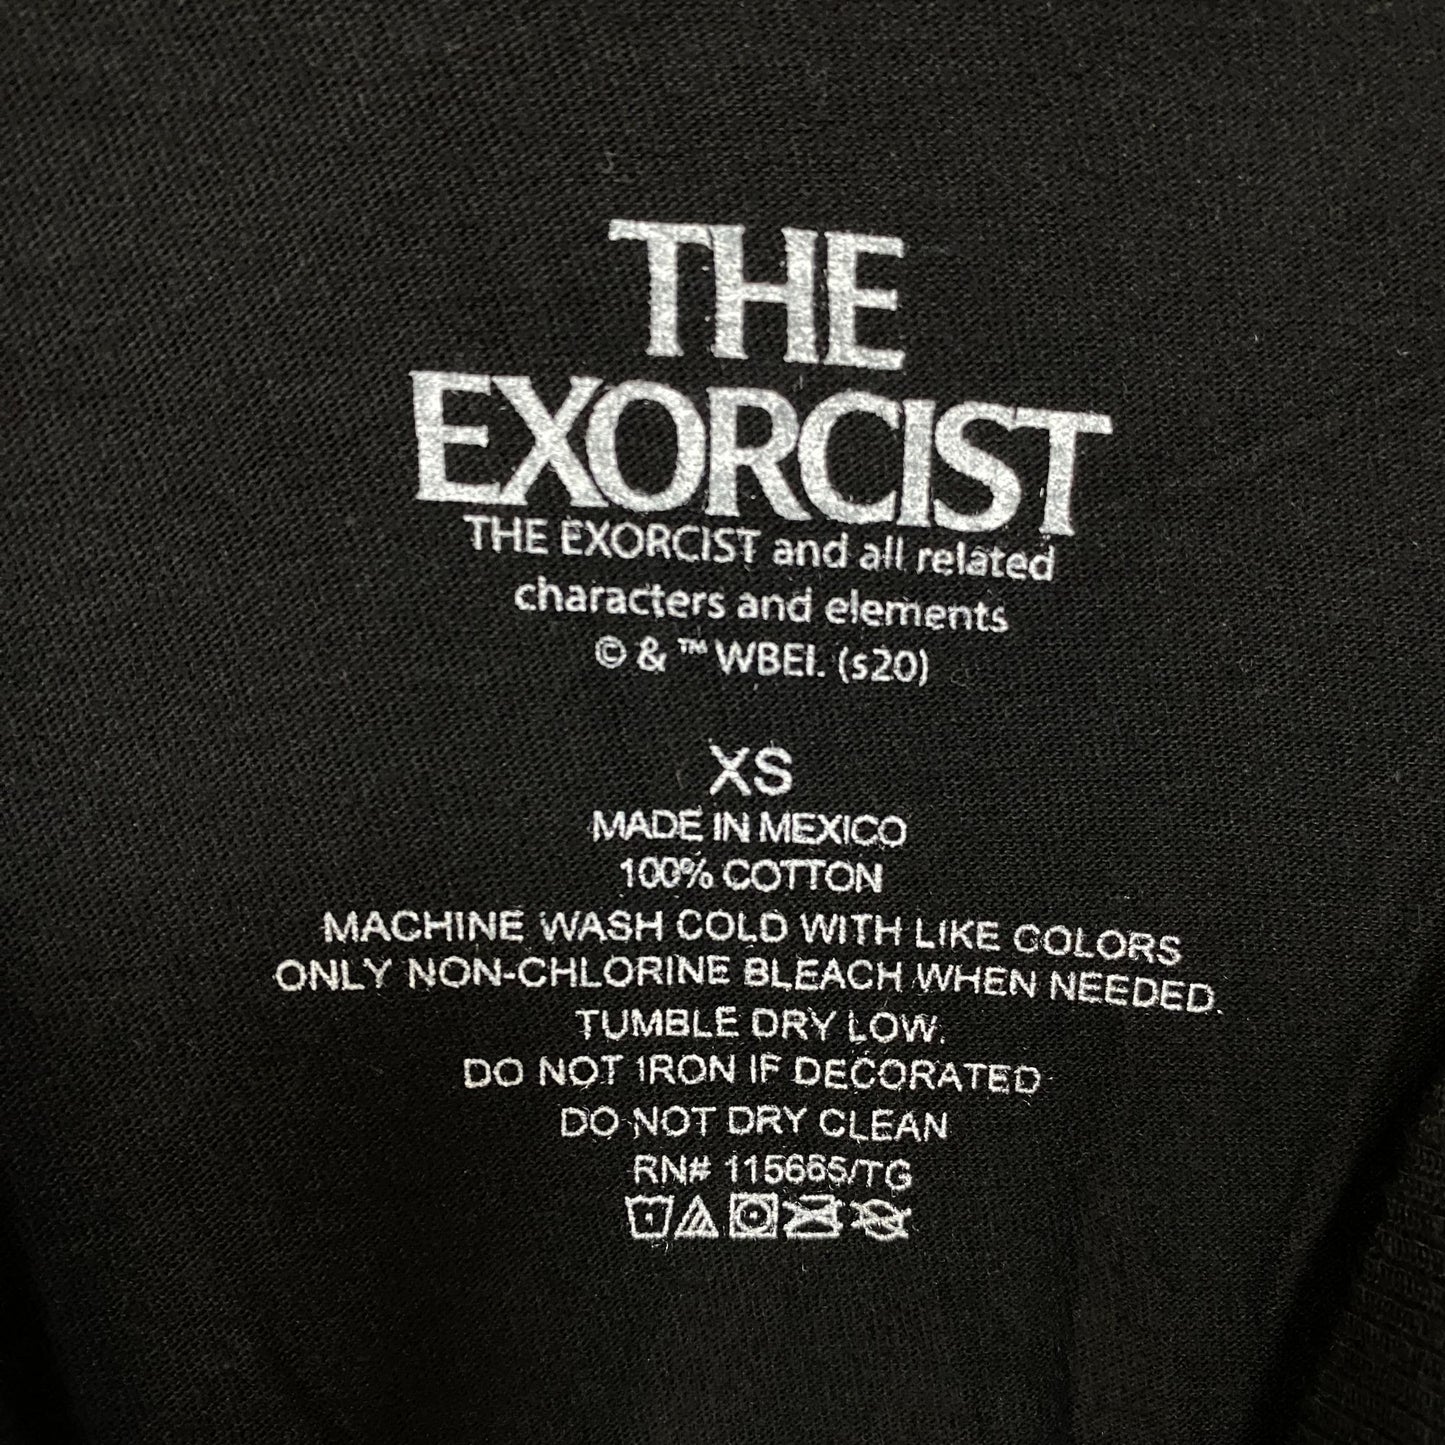 THE
EXORCIST
THE EXORCIST and all related
characters and elements
© & ™ WBEI. (s20)
XS
MADE IN MEXICO
100% COTTON
MACHINE WASH COLD WITH LIKE COLORS
ONLY NON-CHLORINE BLEACH WHEN NEEDED.
TUMBLE DRY LOW.
DO NOT IRON IF DECORATED
DO NOT DRY CLEAN
RN# 115665/TG